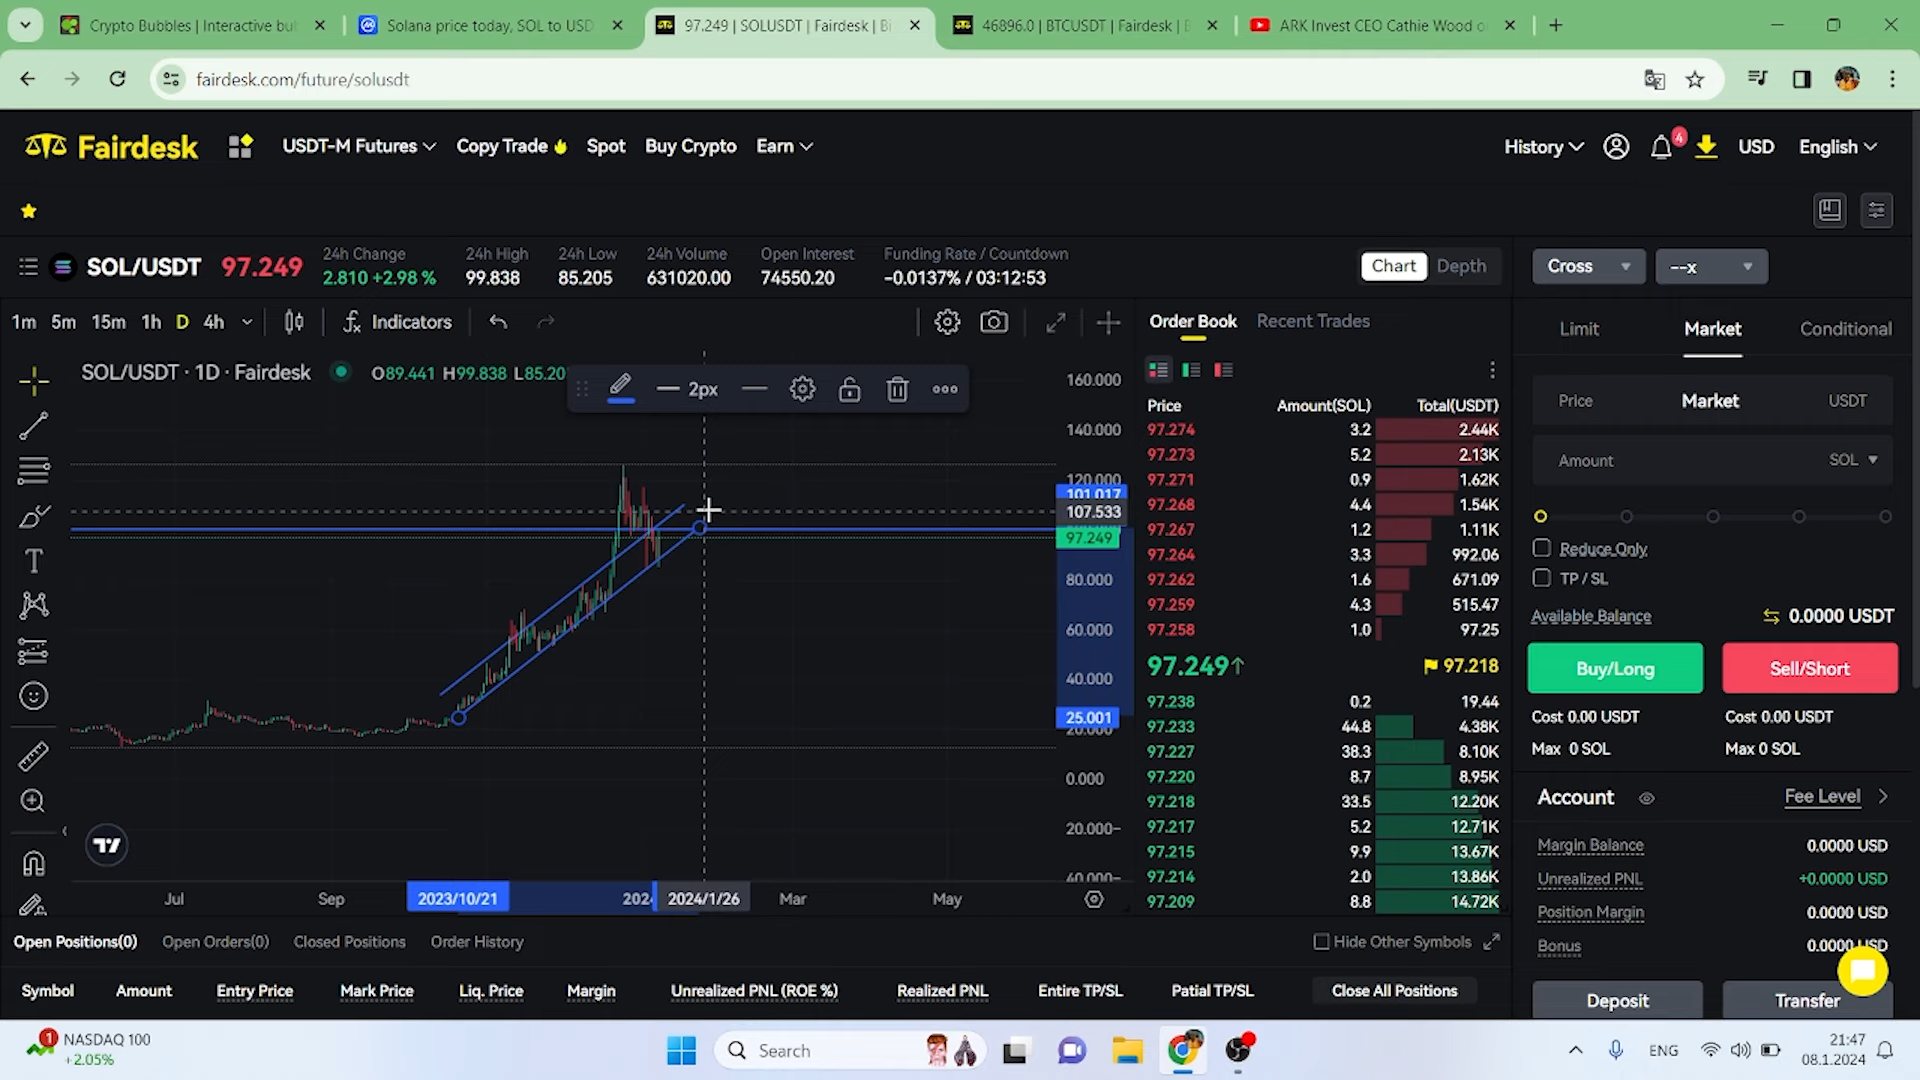 Crypto Bubbles | Interactive bu
Solana price today, SOL to USD
97.249 | SOLUSDT | Fairdesk | Bi
46896.0 | BTCUSDT | Fairdesk | B
ARK Invest CEO Cathie Wood o
fairdesk.com/future/solusdt
Fairdesk
USDT-M Futures
Copy Trade
Spot
Buy Crypto
Earn
History
4
USD
English
SOL/USDT
97.249
24h Change
2.810 +2.98 %
24h High
99.838
24h Low
85.205
24h Volume
631020.00
Open Interest
74550.20
Funding Rate / Countdown
-0.0137% / 03:12:53
Chart
Depth
Cross
--x
1m 5m 15m 1h D 4h
Indicators
SOL/USDT · 1D · Fairdesk
O89.441 H99.838 L85.20
2px
160.000
140.000
120.000
101.017
107.533
97.249
80.000
60.000
40.000
25.001
20.000
0.000
20.000−
40.000−
Jul
Sep
2023/10/21
202
2024/1/26
Mar
May
Order Book
Recent Trades
Price Amount(SOL) Total(USDT)
97.274 3.2 2.44K
97.273 5.2 2.13K
97.271 0.9 1.62K
97.268 4.4 1.54K
97.267 1.2 1.11K
97.264 3.3 992.06
97.262 1.6 671.09
97.259 4.3 515.47
97.258 1.0 97.25
97.249↑ 97.218
97.238 0.2 19.44
97.233 44.8 4.38K
97.227 38.3 8.10K
97.220 8.7 8.95K
97.218 33.5 12.20K
97.217 5.2 12.71K
97.215 9.9 13.67K
97.214 2.0 13.86K
97.209 8.8 14.72K
Limit
Market
Conditional
Price Market USDT
Amount SOL
Reduce Only
TP / SL
Available Balance 0.0000 USDT
Buy/Long
Sell/Short
Cost 0.00 USDT
Cost 0.00 USDT
Max 0 SOL
Max 0 SOL
Account
Fee Level
Margin Balance 0.0000 USD
Unrealized PNL +0.0000 USD
Position Margin 0.0000 USD
Bonus 0.0000 USD
Deposit
Transfer
Open Positions(0)
Open Orders(0)
Closed Positions
Order History
Hide Other Symbols
Symbol
Amount
Entry Price
Mark Price
Liq. Price
Margin
Unrealized PNL (ROE %)
Realized PNL
Entire TP/SL
Patial TP/SL
Close All Positions
1
NASDAQ 100
+2.05%
Search
ENG
21:47
08.1.2024